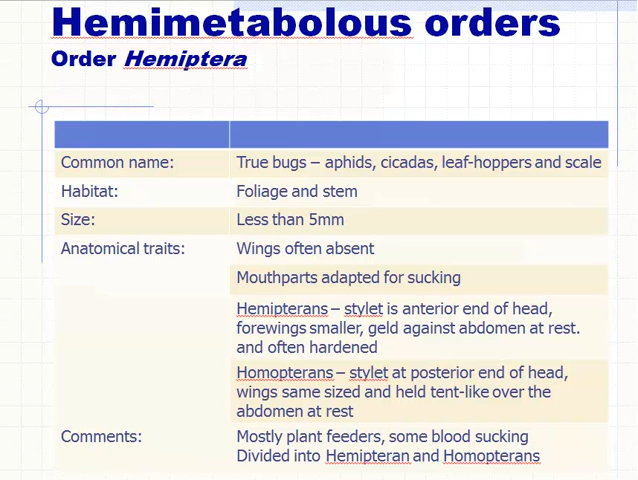 Hemimetabolous orders
Order Hemiptera
Common name: True bugs – aphids, cicadas, leaf-hoppers and scale
Habitat: Foliage and stem
Size: Less than 5mm
Anatomical traits: Wings often absent
Mouthparts adapted for sucking
Hemipterans – stylet is anterior end of head,
forewings smaller, geld against abdomen at rest.
and often hardened
Homopterans – stylet at posterior end of head,
wings same sized and held tent-like over the
abdomen at rest
Comments: Mostly plant feeders, some blood sucking
Divided into Hemipteran and Homopterans